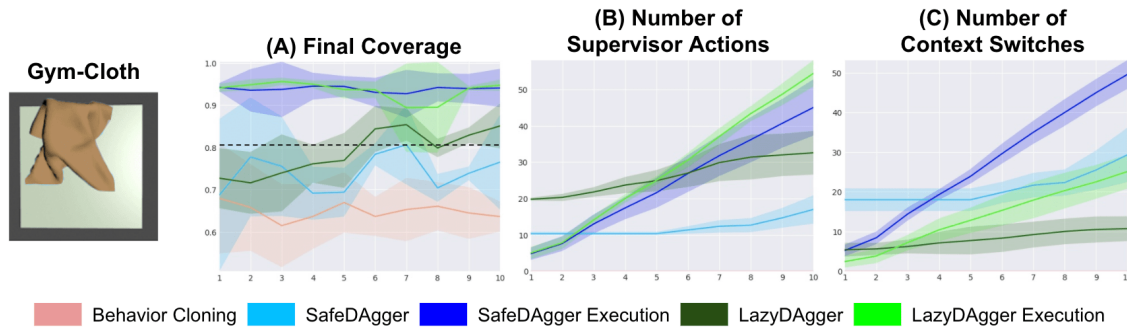 Gym-Cloth
(A) Final Coverage
1.0
0.9
0.8
0.7
0.6
1 2 3 4 5 6 7 8 9 10
(B) Number of
Supervisor Actions
50
40
30
20
10
0
1 2 3 4 5 6 7 8 9 10
(C) Number of
Context Switches
50
40
30
20
10
0
1 2 3 4 5 6 7 8 9 10
Behavior Cloning
SafeDAgger
SafeDAgger Execution
LazyDAgger
LazyDAgger Execution